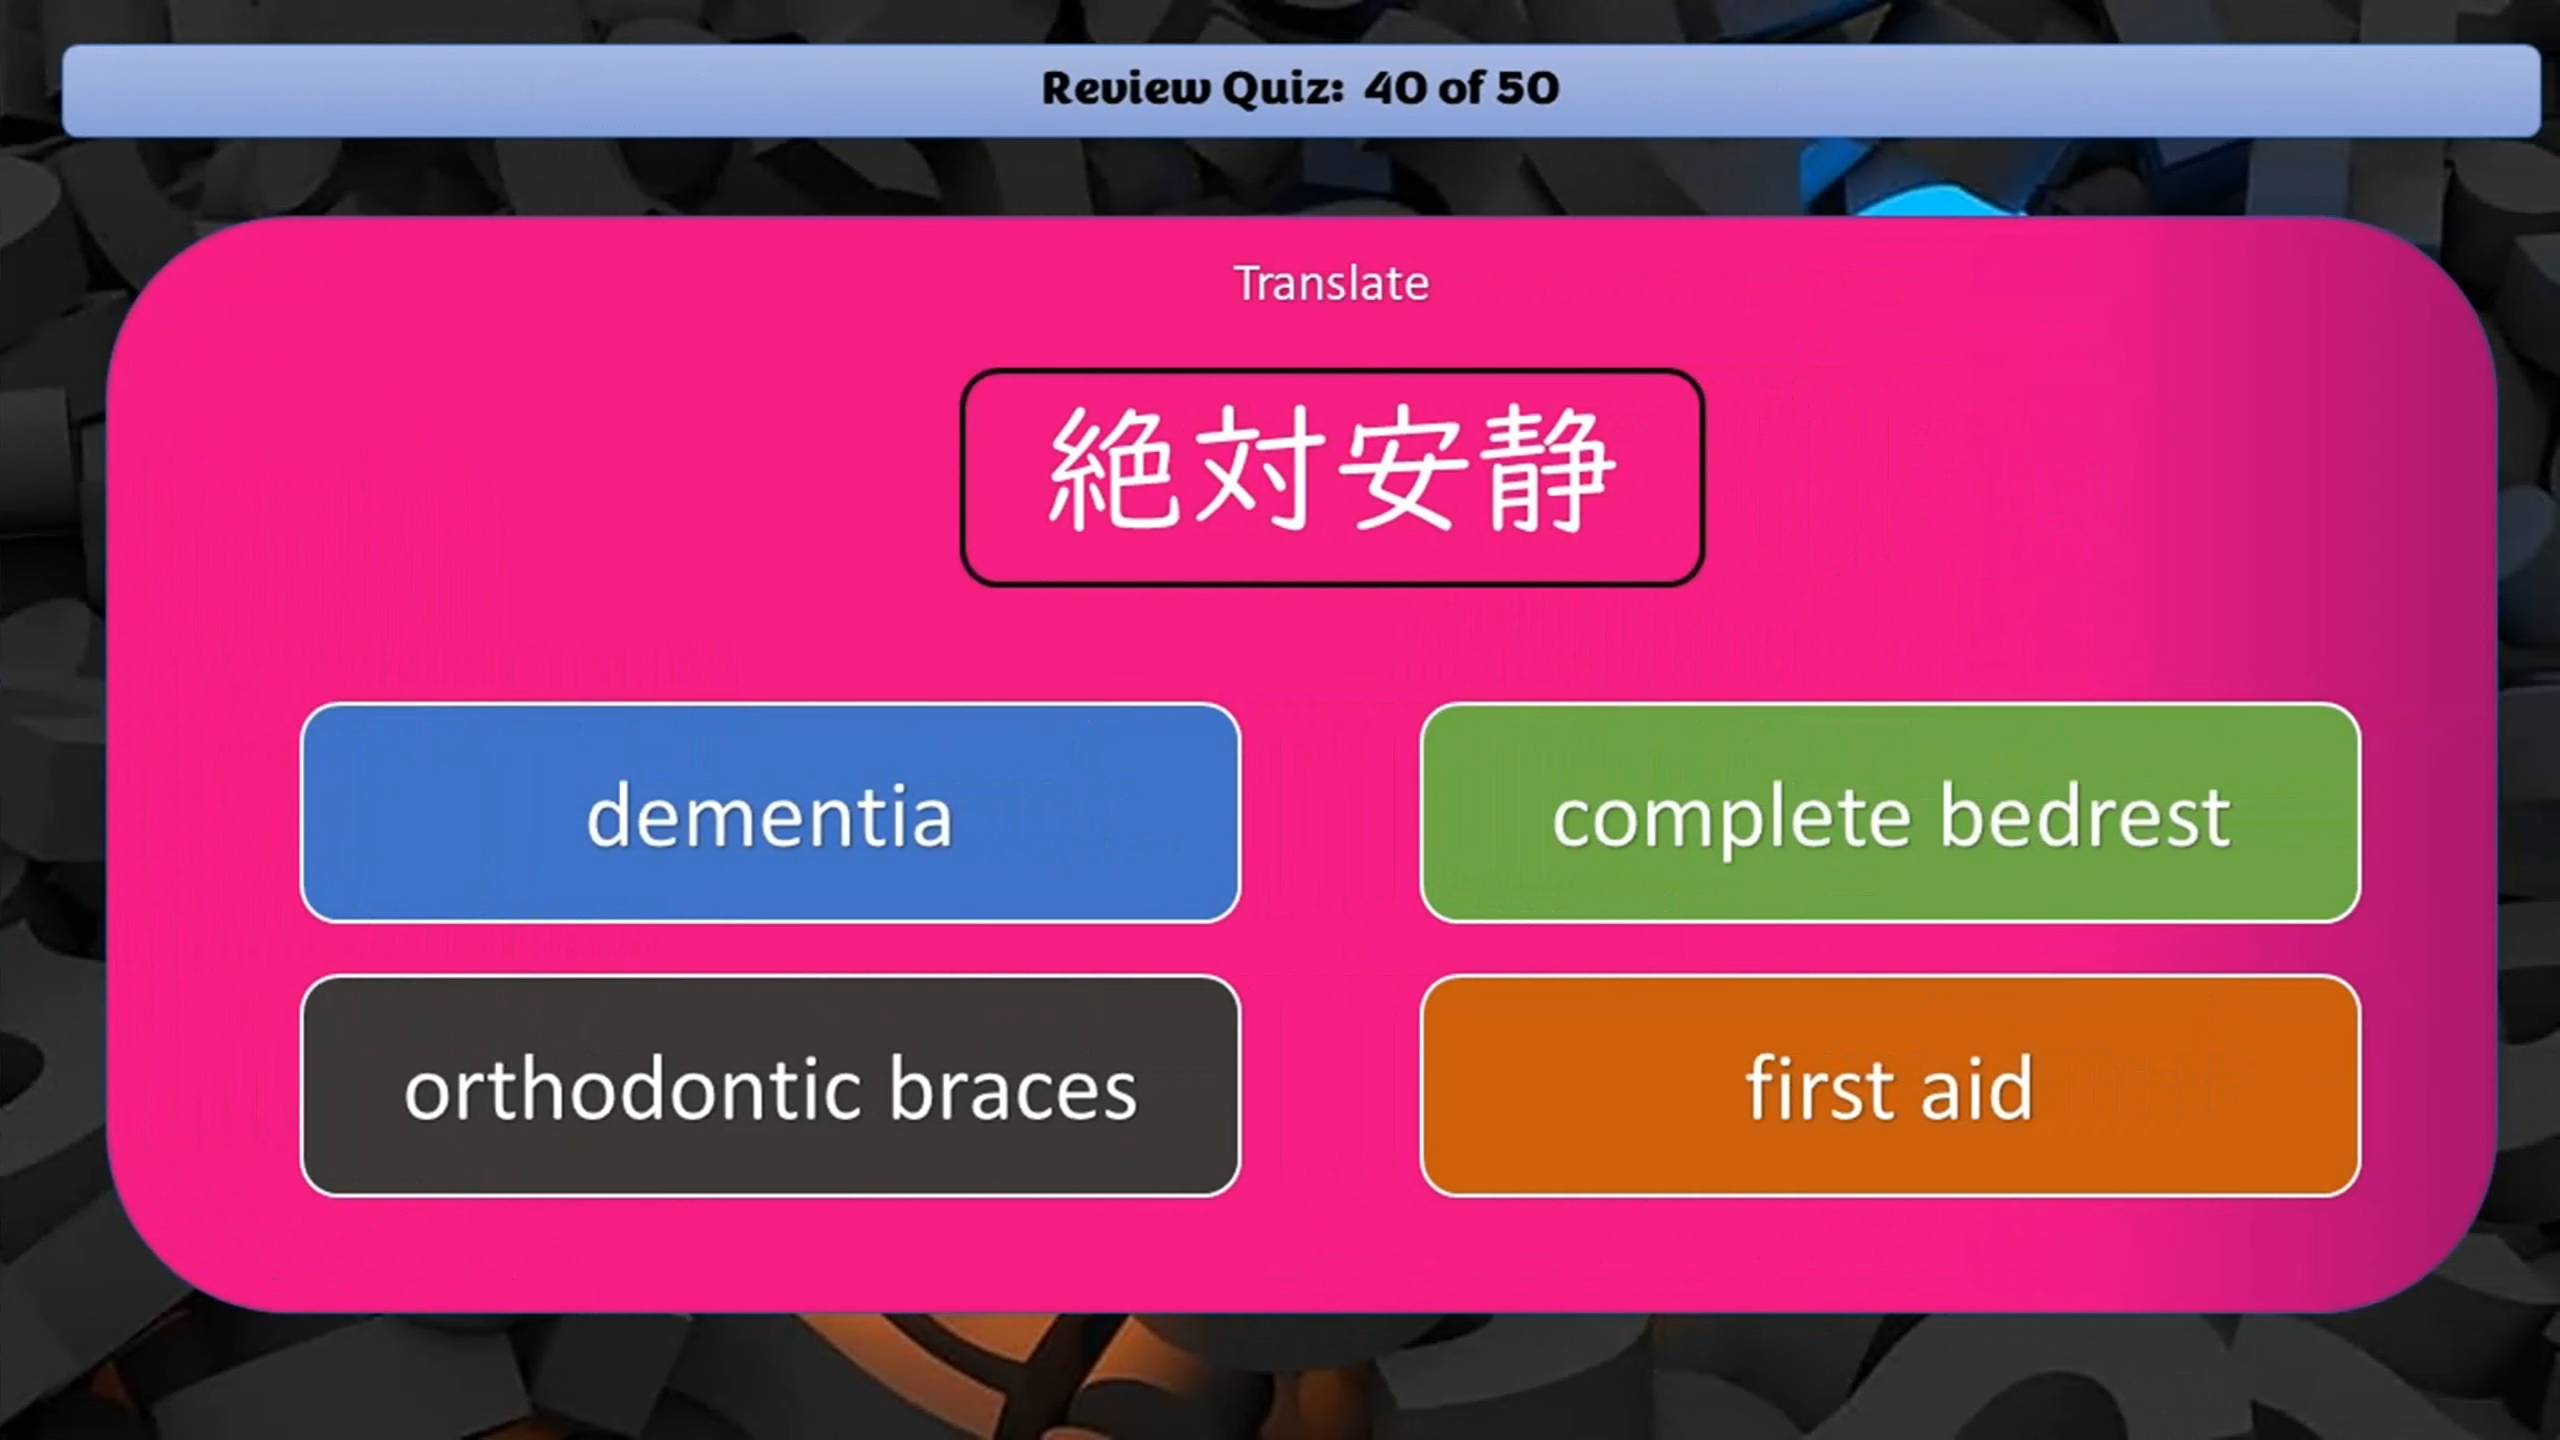 Review Quiz: 40 of 50
Translate
絶対安静
dementia
complete bedrest
orthodontic braces
first aid